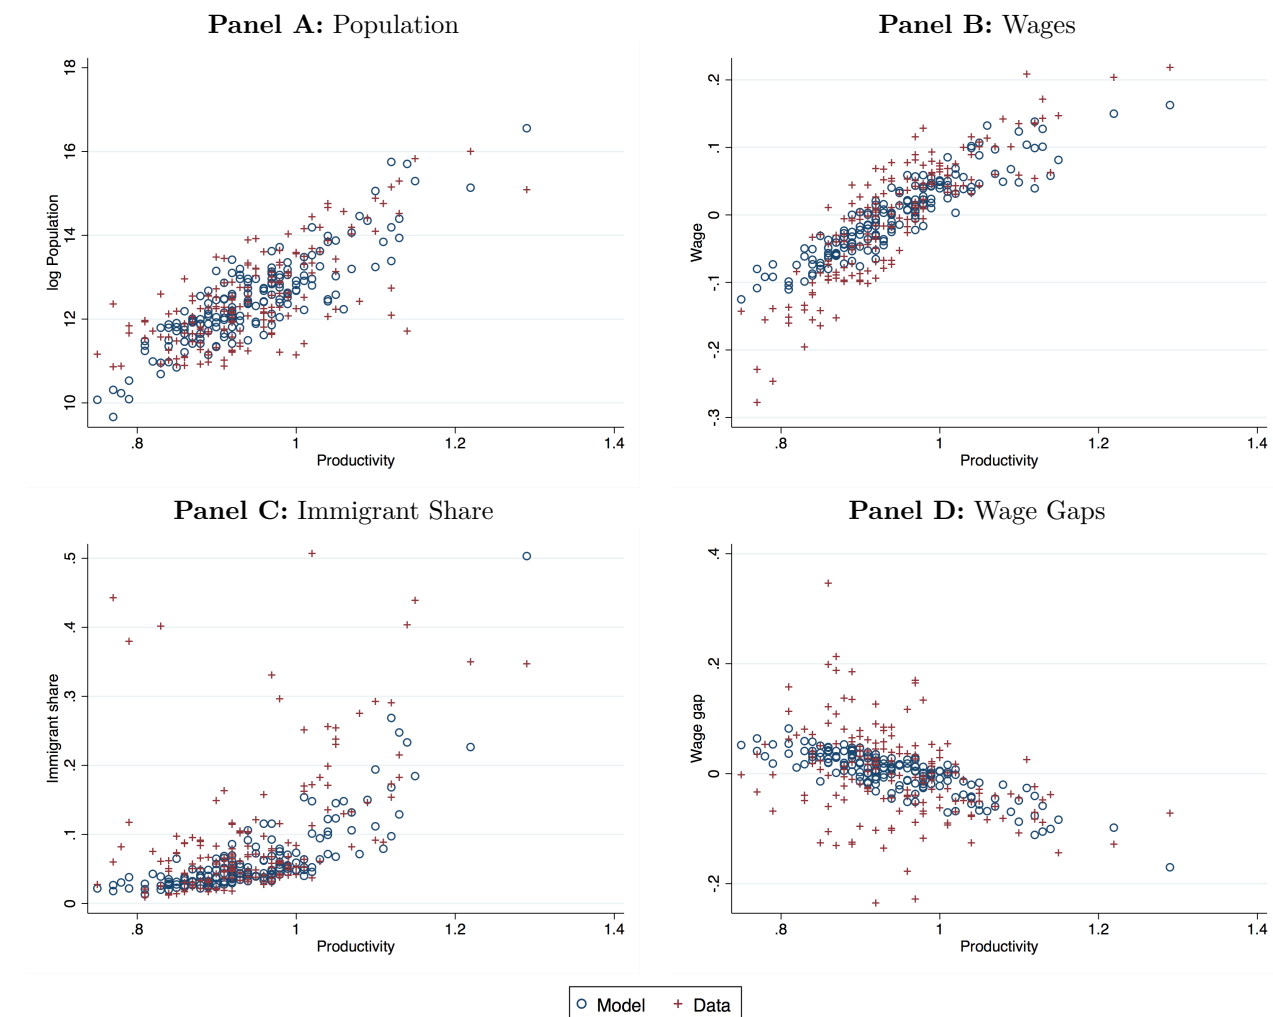 Panel A: Population
18
16
14
12
10
log Population
.8
1
1.2
1.4
Productivity
Panel B: Wages
.2
.1
0
-.1
-.2
-.3
Wage
.8
1
1.2
1.4
Productivity
Panel C: Immigrant Share
.5
.4
.3
.2
.1
0
Immigrant share
.8
1
1.2
1.4
Productivity
Panel D: Wage Gaps
.4
.2
0
-.2
Wage gap
.8
1
1.2
1.4
Productivity
Model
Data